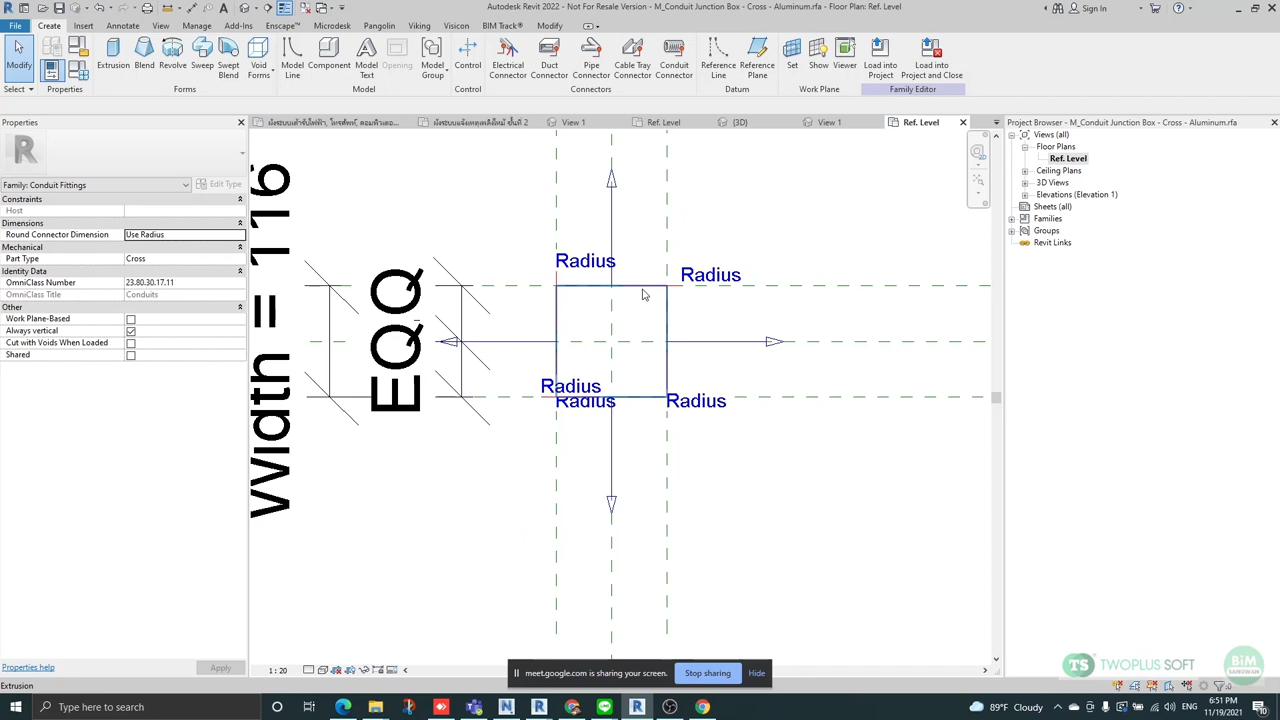 Autodesk Revit 2022 - Not For Resale Version - M_Conduit Junction Box - Cross - Aluminum.rfa - Floor Plan: Ref. Level
Sign In
File Create Insert Annotate View Manage Add-Ins Enscape™ Microdesk Pangolin Vitaq Visicon BIM Track® Modify
Modify Extrusion Blend Revolve Sweep Swept Blend Void Forms Model Line Component Model Text Opening Model Group Control Electrical Connector Duct Connector Pipe Connector Cable Tray Connector Conduit Connector Reference Line Reference Plane Set Show Viewer Load into Project Load into Project and Close
Select Properties Forms Model Control Connectors Datum Work Plane Family Editor
Properties
View 1
Ref. Level
{3D}
View 1
Ref. Level
Project Browser - M_Conduit Junction Box - Cross - Aluminum.rfa
Family: Conduit Fittings
Edit Type
Constraints
Host
Dimensions
Round Connector Dimension Use Radius
Mechanical
Part Type Cross
Identity Data
OmniClass Number 23.80.30.17.11
OmniClass Title Conduits
Other
Work Plane-Based
Always vertical
Cut with Voids When Loaded
Shared
Properties help
Apply
Width = 116
EQ
Radius
Radius
Radius
Radius
Radius
Views (all)
Floor Plans
Ref. Level
Ceiling Plans
3D Views
Elevations (Elevation 1)
Sheets (all)
Families
Groups
Revit Links
1 : 20
meet.google.com is sharing your screen.
Stop sharing
Hide
TS TWOPLUS SOFT
BIM SANGWAN
Extrusion
:0
Type here to search
89°F Cloudy
6:51 PM
11/19/2021